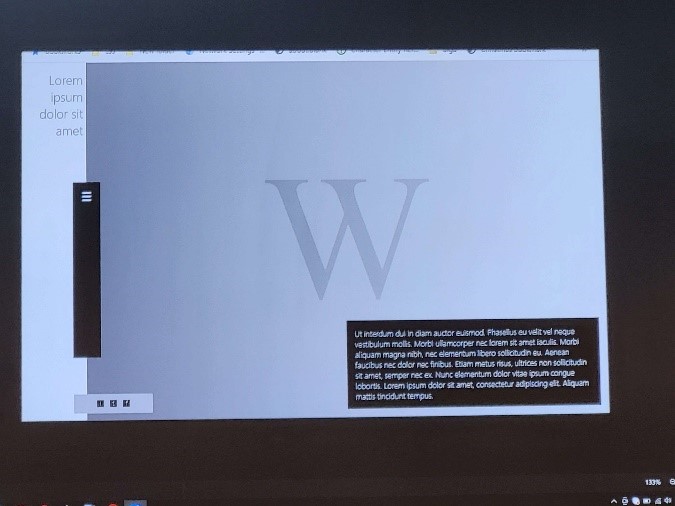 Lorem
ipsum
dolor sit
amet
W
Ut interdum dui in diam auctor euismod. Phasellus eu velit vel neque
vestibulum mollis. Morbi ullamcorper nec lorem sit amet iaculis. Morbi
aliquam magna nibh, nec elementum libero sollicitudin eu. Aenean
faucibus nec dolor nec finibus. Etiam metus risus, ultrices non sollicitudin
sit amet, semper nec ex. Nunc elementum dolor vitae ipsum congue
lobortis. Lorem ipsum dolor sit amet, consectetur adipiscing elit. Aliquam
mattis tincidunt tempus.
133%